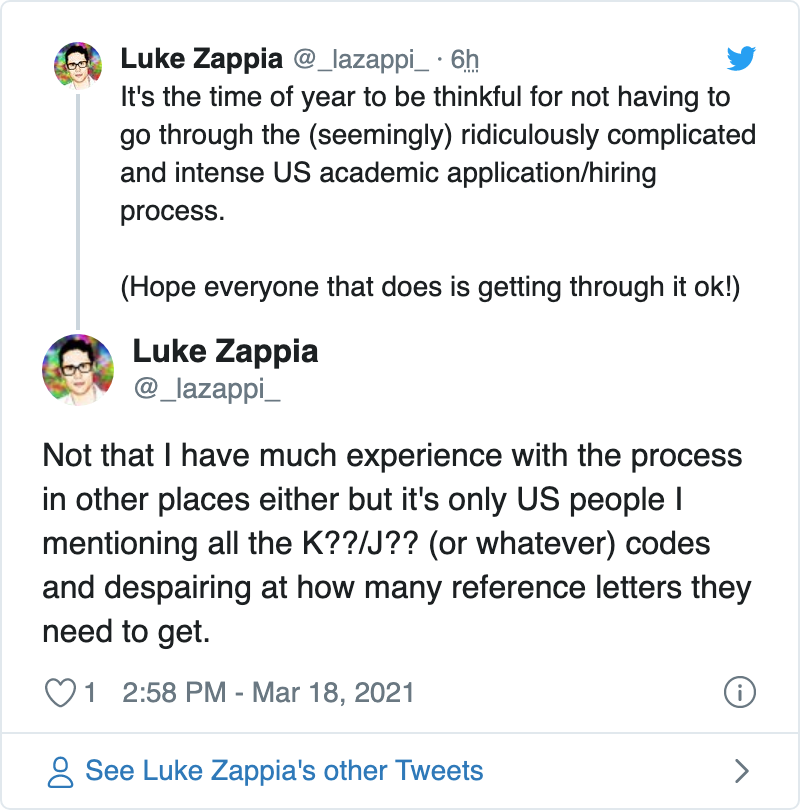 Luke Zappia @_lazappi_ · 6h
It's the time of year to be thinkful for not having to
go through the (seemingly) ridiculously complicated
and intense US academic application/hiring
process.
(Hope everyone that does is getting through it ok!)
Luke Zappia
@_lazappi_
Not that I have much experience with the process
in other places either but it's only US people I
mentioning all the K??/J?? (or whatever) codes
and despairing at how many reference letters they
need to get.
1 2:58 PM - Mar 18, 2021
See Luke Zappia's other Tweets